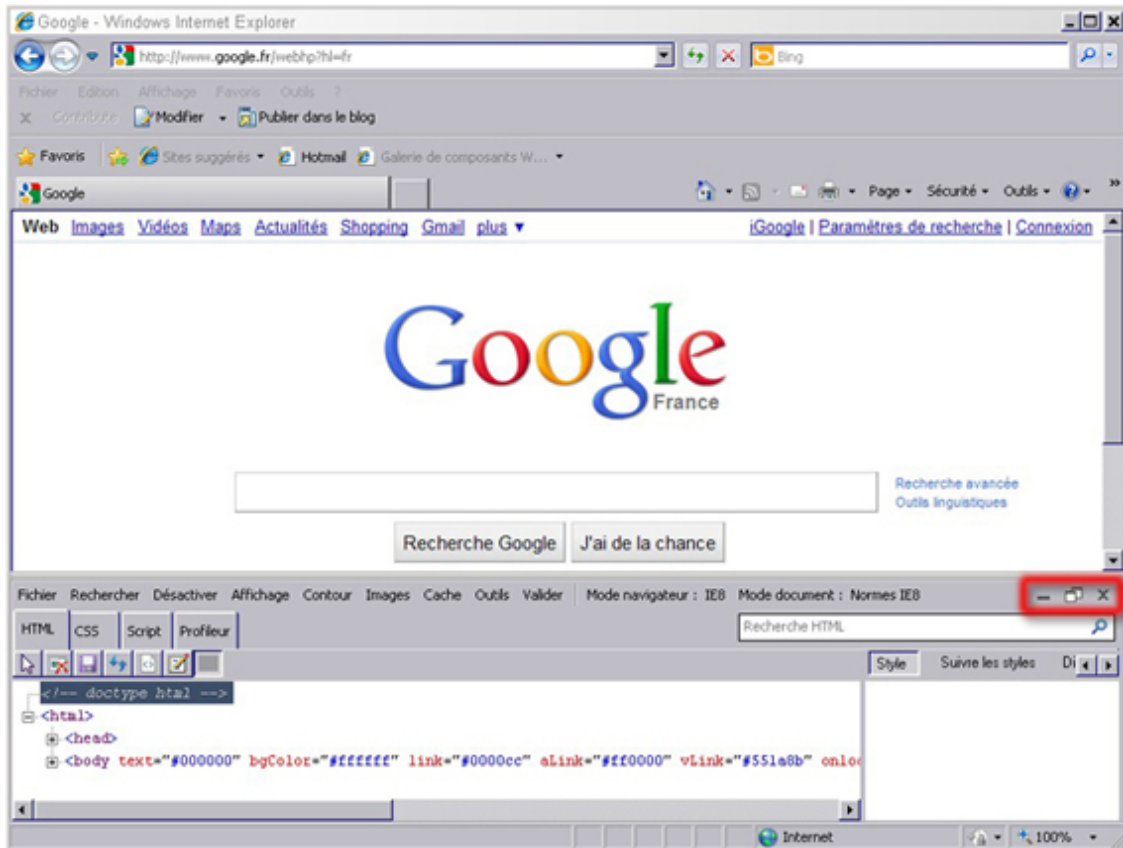 Google - Windows Internet Explorer
http://www.google.fr/webhp?hl=fr Bing
Fichier Edition Affichage Favoris Outils ?
x Contribute Modifier Publier dans le blog
Favoris Sites suggérés Hotmail Galerie de composants W...
Google Page Sécurité Outils »
Web Images Vidéos Maps Actualités Shopping Gmail plus ▼ iGoogle | Paramètres de recherche | Connexion
Google
France
Recherche avancée
Outils linguistiques
Recherche Google J'ai de la chance
Fichier Rechercher Désactiver Affichage Contour Images Cache Outils Valider Mode navigateur : IE8 Mode document : Normes IE8
HTML CSS Script Profileur Recherche HTML
Style Suivre les styles Di
<!-- doctype html -->
<html>
<head>
<body text="#000000" bgColor="#ffffff" link="#0000cc" aLink="#ff0000" vLink="#551a8b" onloa
Internet 100%